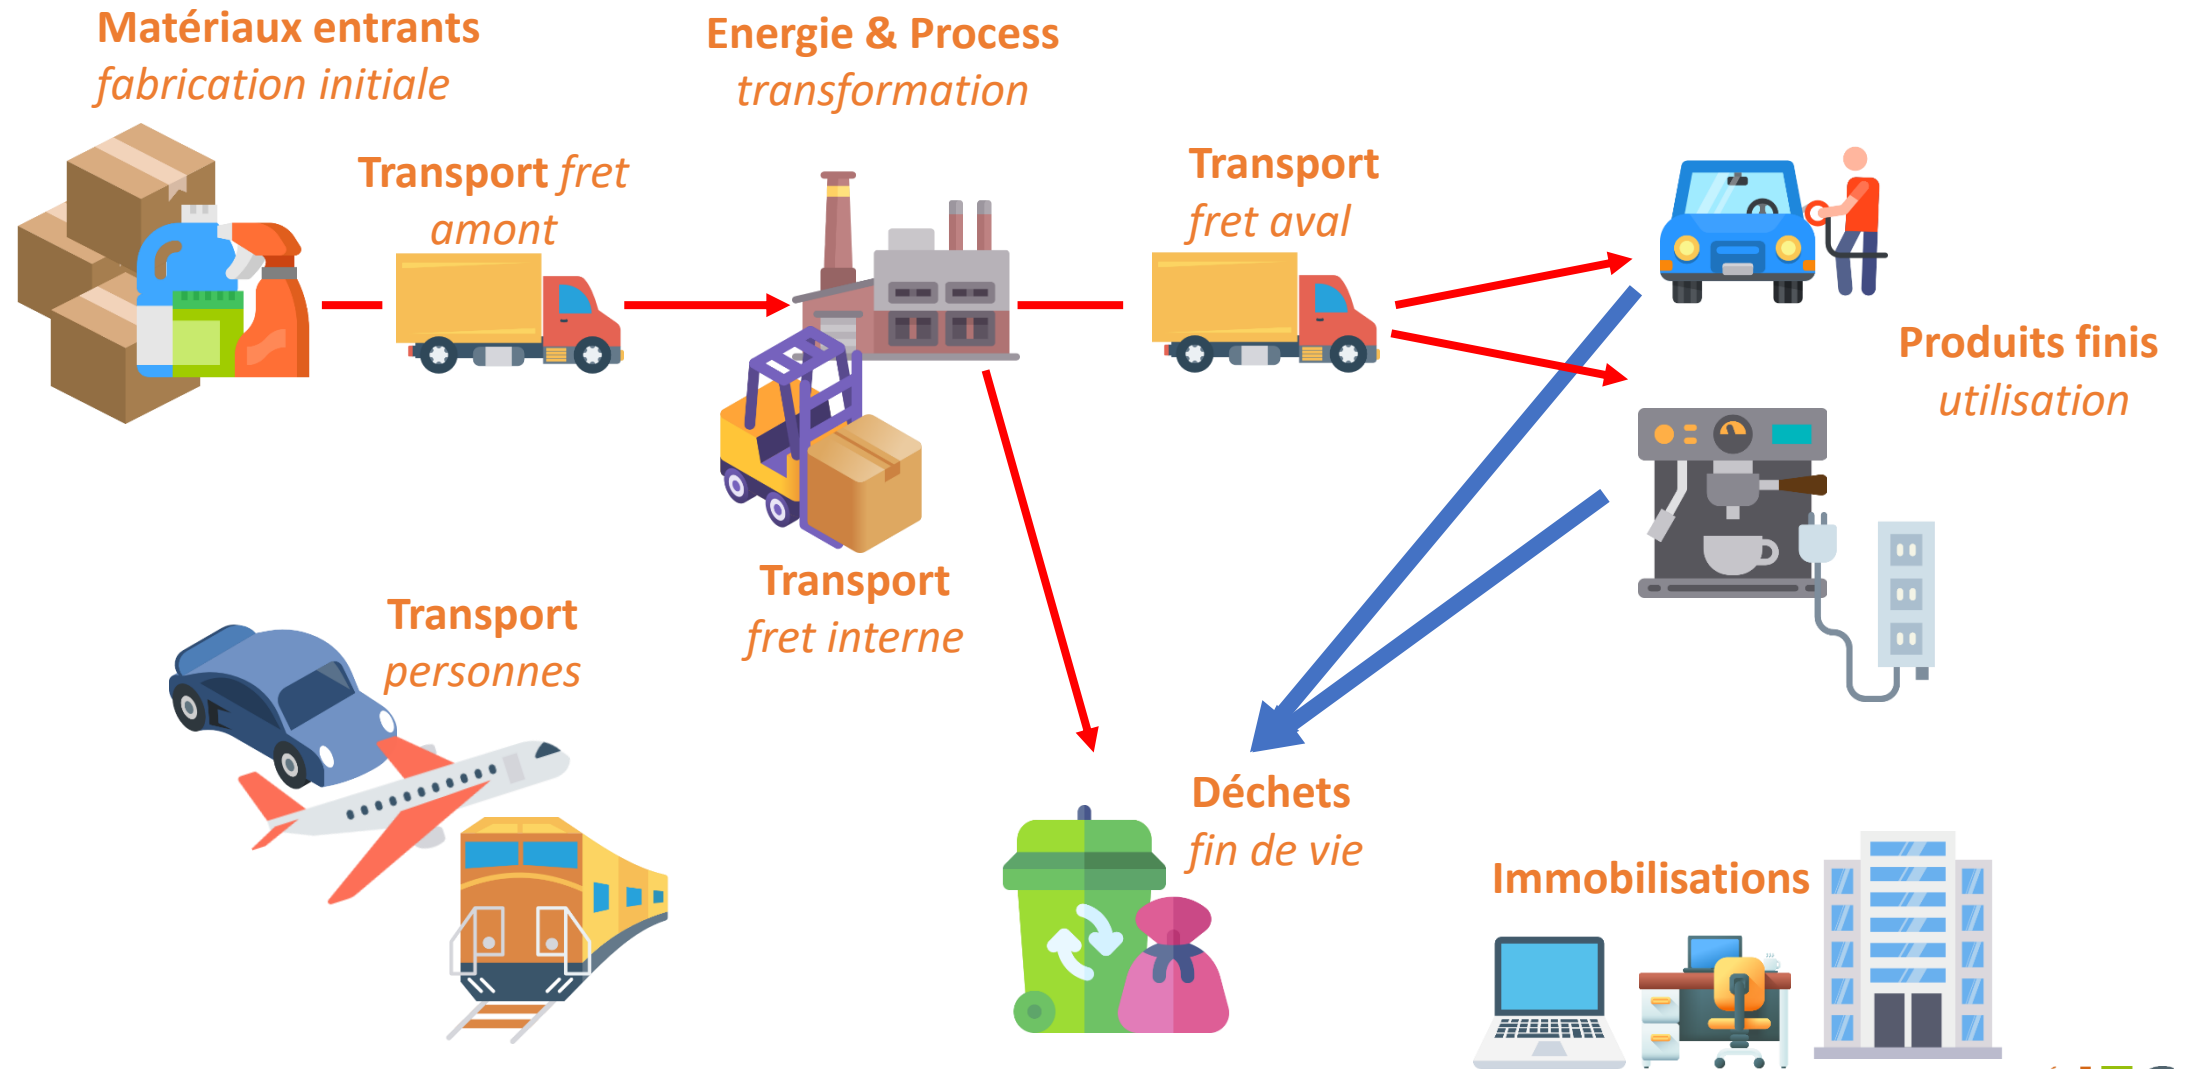 Matériaux entrants
fabrication initiale
Energie & Process
transformation
Transport fret
amont
Transport
fret aval
Produits finis
utilisation
Transport
fret interne
Transport
personnes
Déchets
fin de vie
Immobilisations